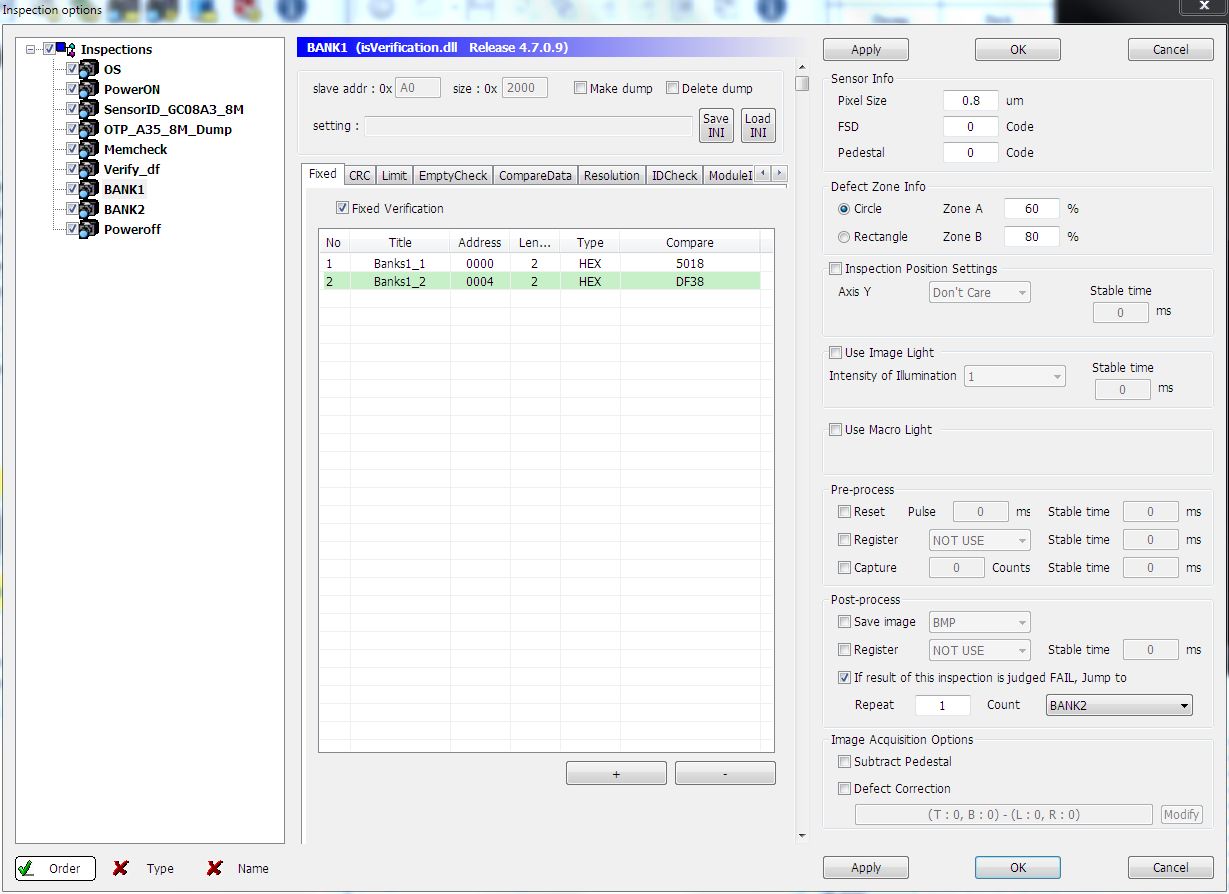 Inspection options
Inspections
OS
PowerON
SensorID_GC08A3_8M
OTP_A35_8M_Dump
Memcheck
Verify_df
BANK1
BANK2
Poweroff
Order Type Name
BANK1 (isVerification.dll Release 4.7.0.9)
slave addr : 0x A0 size : 0x 2000 Make dump Delete dump
setting : Save INI Load INI
Fixed CRC Limit EmptyCheck CompareData Resolution IDCheck ModuleI
Fixed Verification
No Title Address Len... Type Compare
1 Banks1_1 0000 2 HEX 5018
2 Banks1_2 0004 2 HEX DF38
+ -
Apply OK Cancel
Sensor Info
Pixel Size 0.8 um
FSD 0 Code
Pedestal 0 Code
Defect Zone Info
Circle Zone A 60 %
Rectangle Zone B 80 %
Inspection Position Settings
Axis Y Don't Care Stable time
0 ms
Use Image Light
Intensity of Illumination 1 Stable time
0 ms
Use Macro Light
Pre-process
Reset Pulse 0 ms Stable time 0 ms
Register NOT USE Stable time 0 ms
Capture 0 Counts Stable time 0 ms
Post-process
Save image BMP
Register NOT USE Stable time 0 ms
If result of this inspection is judged FAIL, Jump to
Repeat 1 Count BANK2
Image Acquisition Options
Subtract Pedestal
Defect Correction
(T : 0, B : 0) - (L : 0, R : 0) Modify
Apply OK Cancel